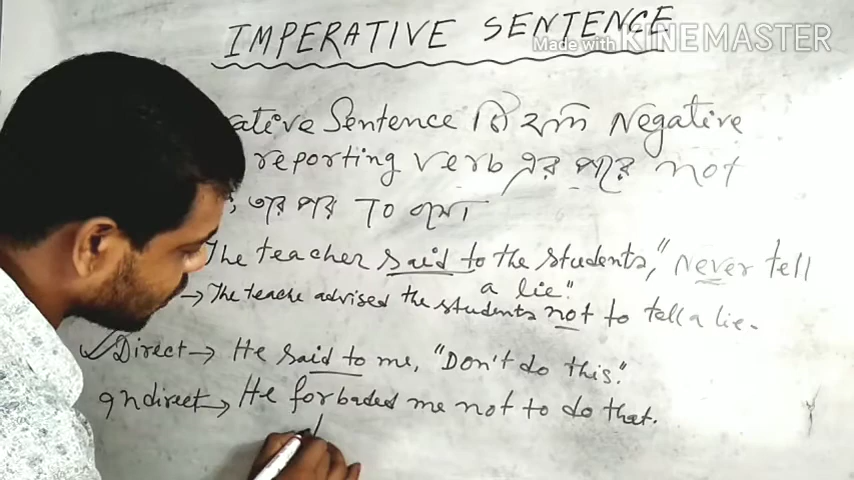 IMPERATIVE SENTENCE
Made with KINEMASTER
ative Sentence টি যদি Negative
reporting verb এর পরে not
তার পর To বসে।
The teacher said to the students, "Never tell
a lie."
→ The teache advised the students not to tell a lie.
Direct → He said to me, "Don't do this."
Indirect → He forbaded me not to do that.